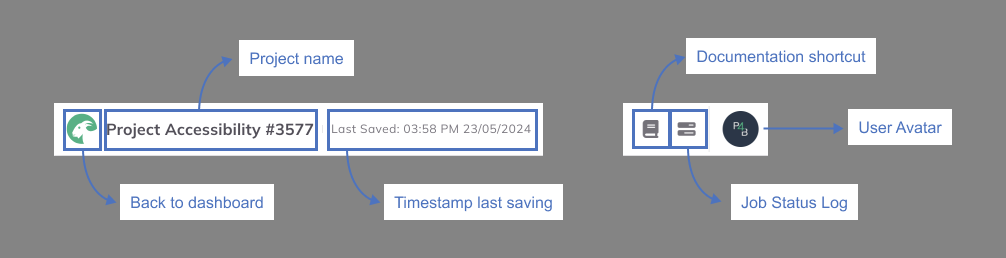 Project name
Documentation shortcut
Project Accessibility #3577
Last Saved: 03:58 PM 23/05/2024
P4B
User Avatar
Back to dashboard
Timestamp last saving
Job Status Log